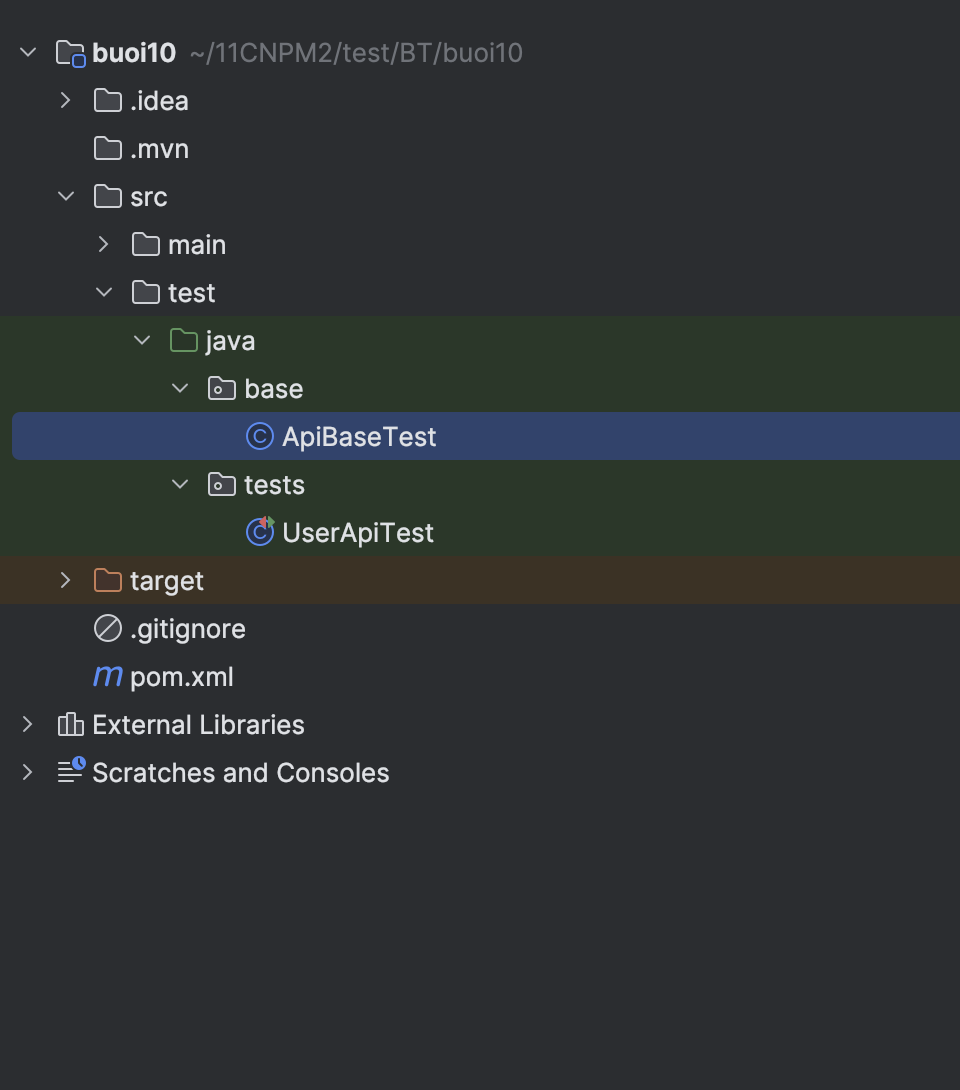 buoi10 ~/11CNPM2/test/BT/buoi10
.idea
.mvn
src
main
test
java
base
ApiBaseTest
tests
UserApiTest
target
.gitignore
pom.xml
External Libraries
Scratches and Consoles